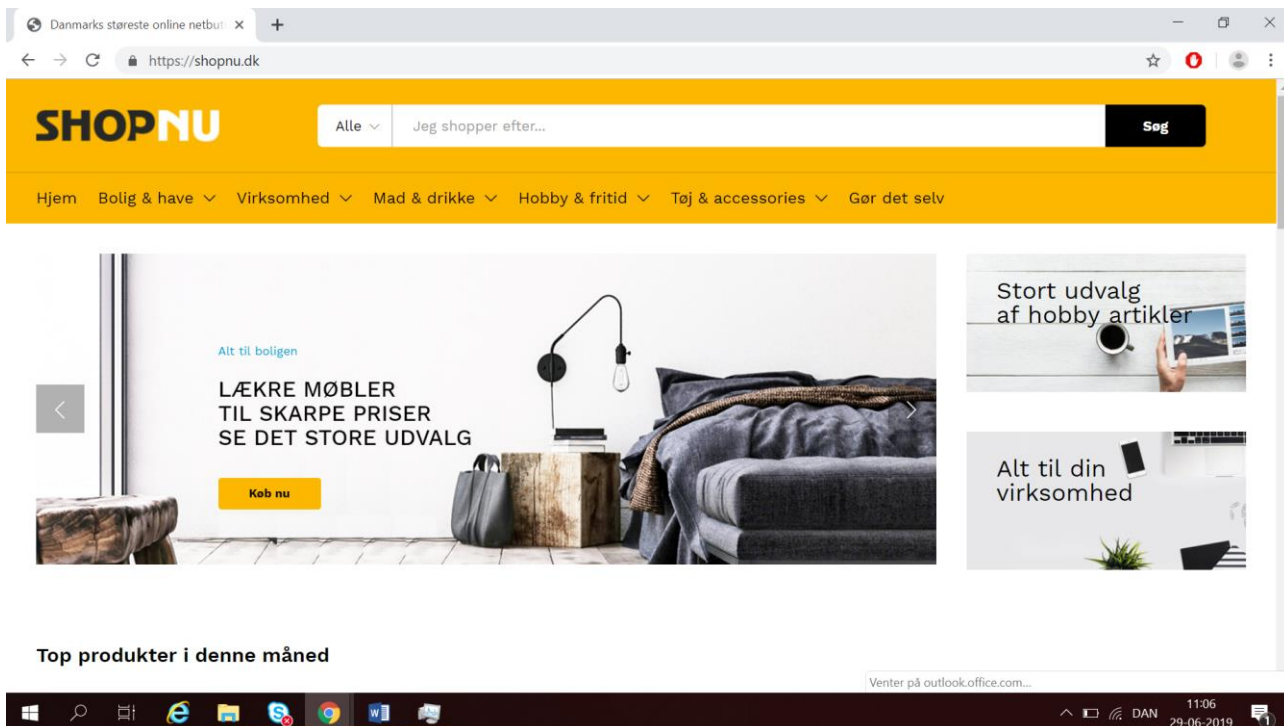 Danmarks støreste online netbuti
https://shopnu.dk
SHOPNU
Alle
Jeg shopper efter...
Søg
Hjem Bolig & have Virksomhed Mad & drikke Hobby & fritid Tøj & accessories Gør det selv
Alt til boligen
LÆKRE MØBLER
TIL SKARPE PRISER
SE DET STORE UDVALG
Køb nu
Stort udvalg
af hobby artikler
Alt til din
virksomhed
Top produkter i denne måned
Venter på outlook.office.com...
DAN
11:06
29-06-2019